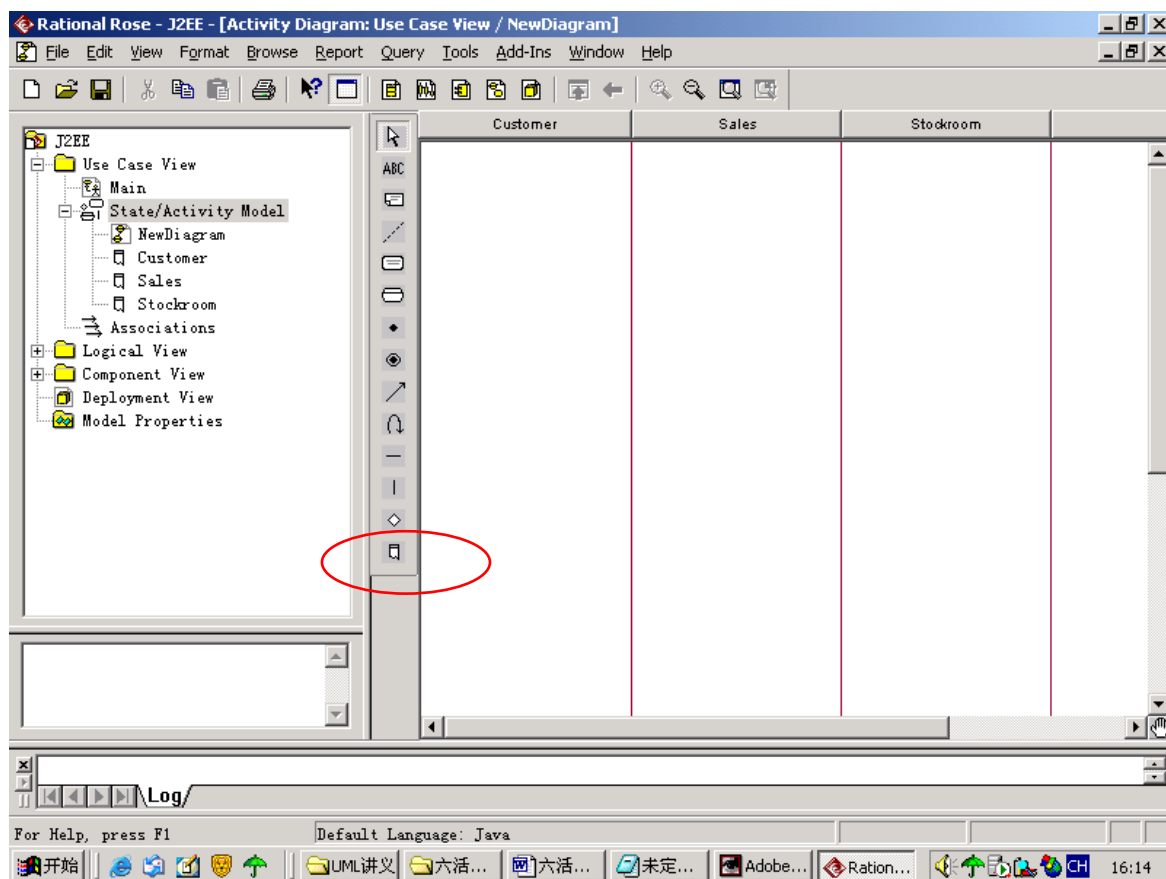 Rational Rose - J2EE - [Activity Diagram: Use Case View / NewDiagram]
File Edit View Format Browse Report Query Tools Add-Ins Window Help
Customer Sales Stockroom
J2EE
Use Case View
Main
State/Activity Model
NewDiagram
Customer
Sales
Stockroom
Associations
Logical View
Component View
Deployment View
Model Properties
ABC
Log
For Help, press F1 Default Language: Java
开始 UML讲义 六活... 六活... 未定... Adobe... Ration... CH 16:14